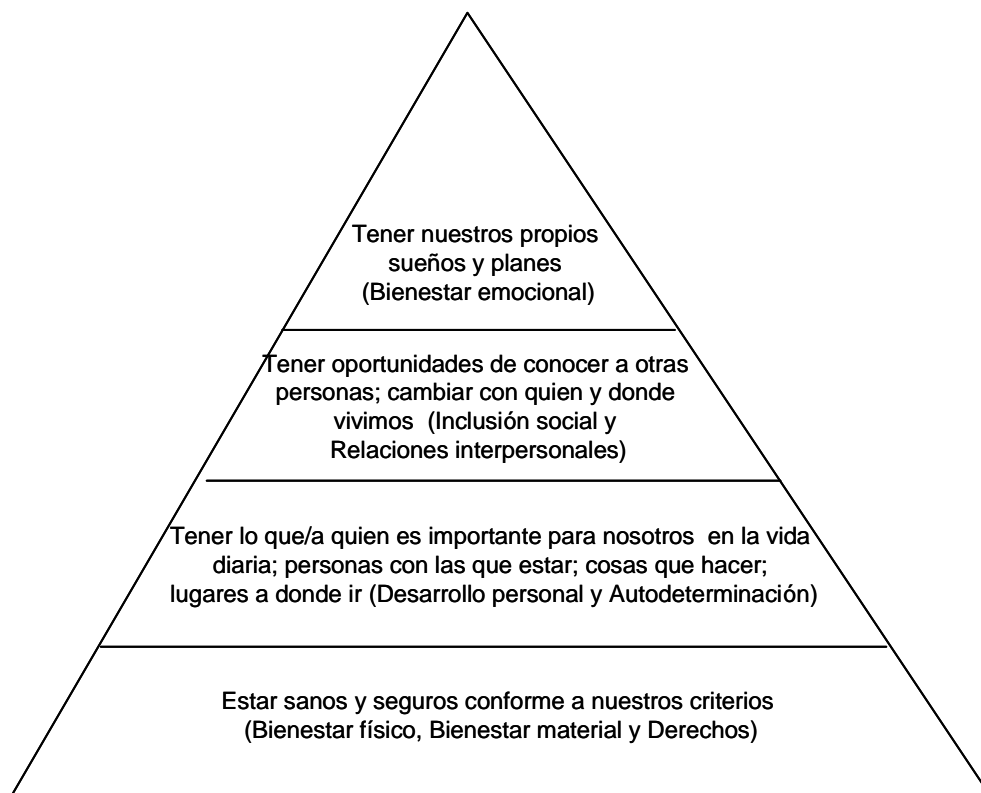 Tener nuestros propios
sueños y planes
(Bienestar emocional)
Tener oportunidades de conocer a otras
personas; cambiar con quien y donde
vivimos (Inclusión social y
Relaciones interpersonales)
Tener lo que/a quien es importante para nosotros en la vida
diaria; personas con las que estar; cosas que hacer;
lugares a donde ir (Desarrollo personal y Autodeterminación)
Estar sanos y seguros conforme a nuestros criterios
(Bienestar físico, Bienestar material y Derechos)